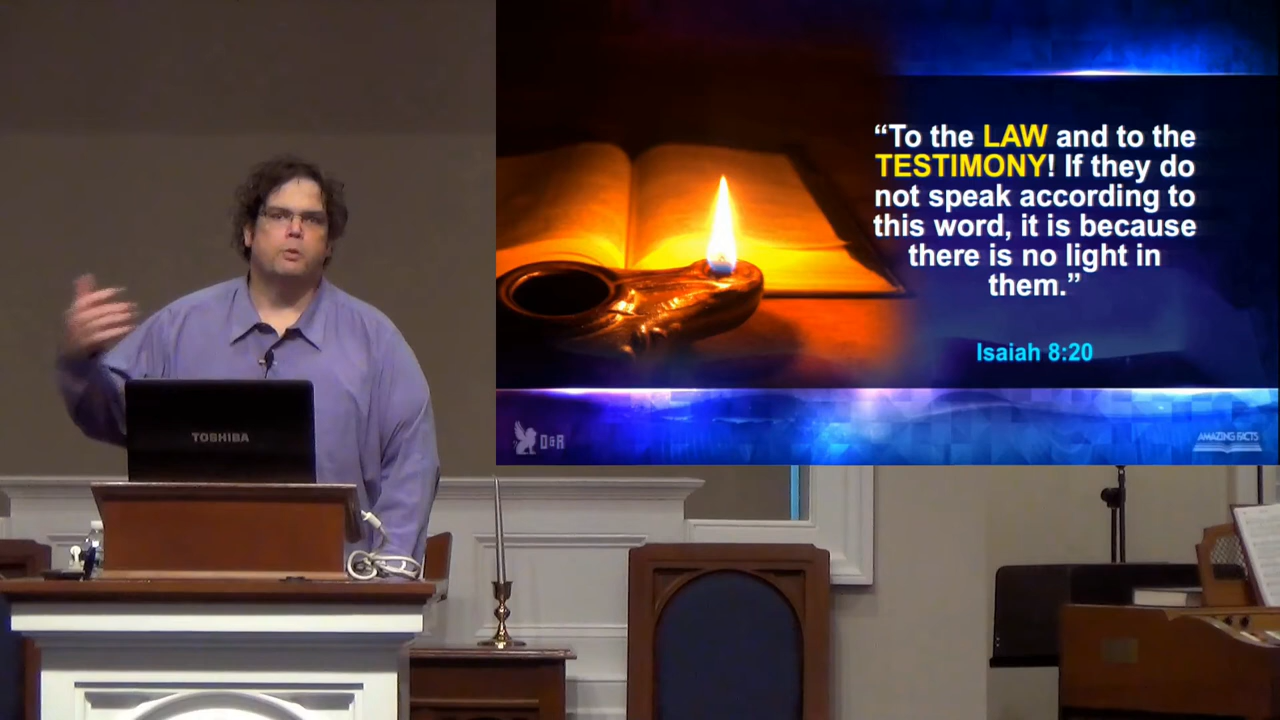 “To the LAW and to the
TESTIMONY! If they do
not speak according to
this word, it is because
there is no light in
them.”
Isaiah 8:20
TOSHIBA
Q&A
AMAZING FACTS